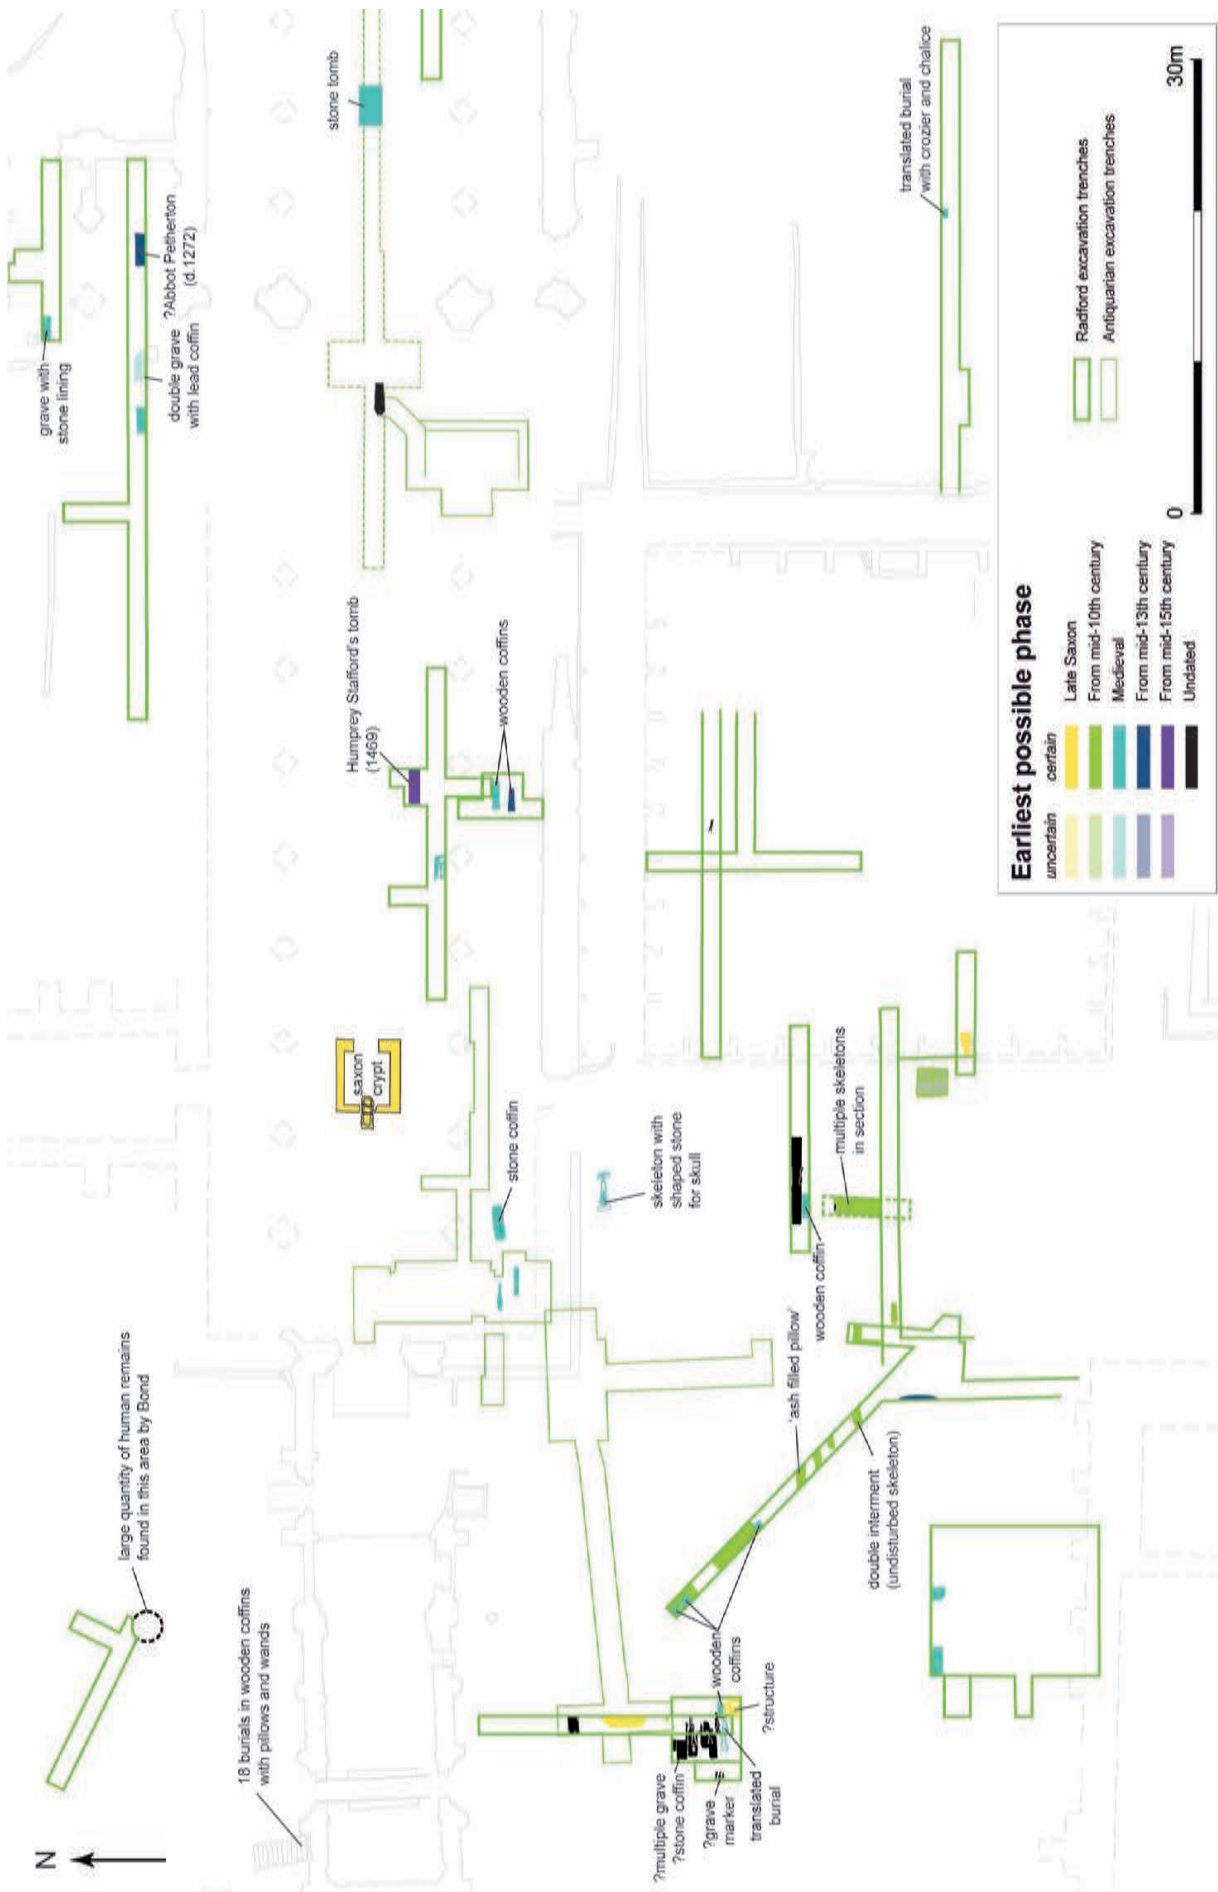 N
large quantity of human remains
found in this area by Bond
18 burials in wooden coffins
with pillows and wands
grave with
stone lining
double grave
with lead coffin
?Abbot Petherton
(d.1272)
stone tomb
Humprey Stafford's tomb
(1469)
wooden coffins
saxon
crypt
stone coffin
skeleton with
shaped stone
for skull
wooden coffin
multiple skeletons
in section
'ash filled pillow'
double interment
(undisturbed skeleton)
wooden
coffins
?structure
?multiple grave
?stone coffin
?grave
marker
translated
burial
translated burial
with crozier and chalice
Earliest possible phase
uncertain certain
Late Saxon
From mid-10th century
Medieval
From mid-13th century
From mid-15th century
Undated
Radford excavation trenches
Antiquarian excavation trenches
0 30m